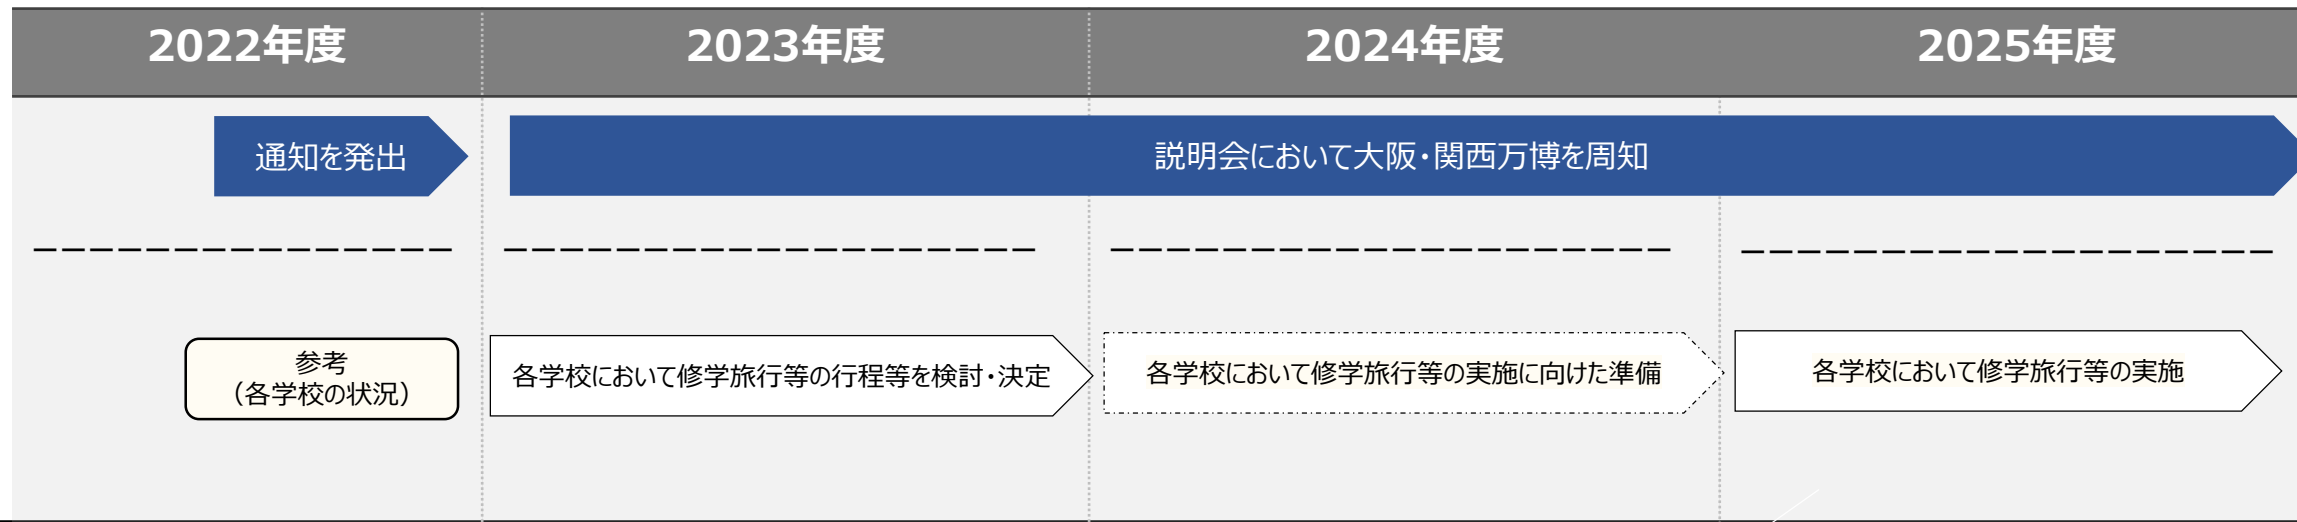 2022年度
2023年度
2024年度
2025年度
通知を発出
説明会において大阪・関西万博を周知
参考
（各学校の状況）
各学校において修学旅行等の行程等を検討・決定
各学校において修学旅行等の実施に向けた準備
各学校において修学旅行等の実施